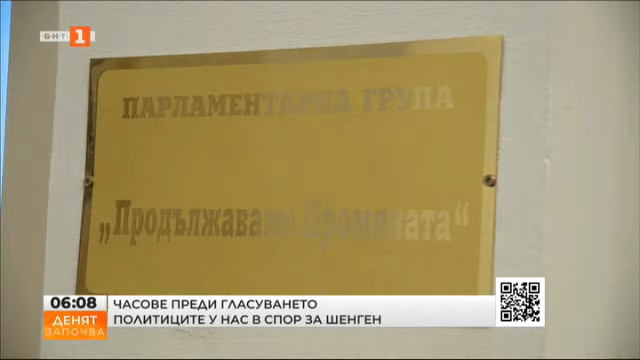 БНТ 1
ПАРЛАМЕНТАРНА ГРУПА
„Продължаваме Промяната“
06:08
ЧАСОВЕ ПРЕДИ ГЛАСУВАНЕТО
ДЕНЯТ
ЗАПОЧВА
ПОЛИТИЦИТЕ У НАС В СПОР ЗА ШЕНГЕН